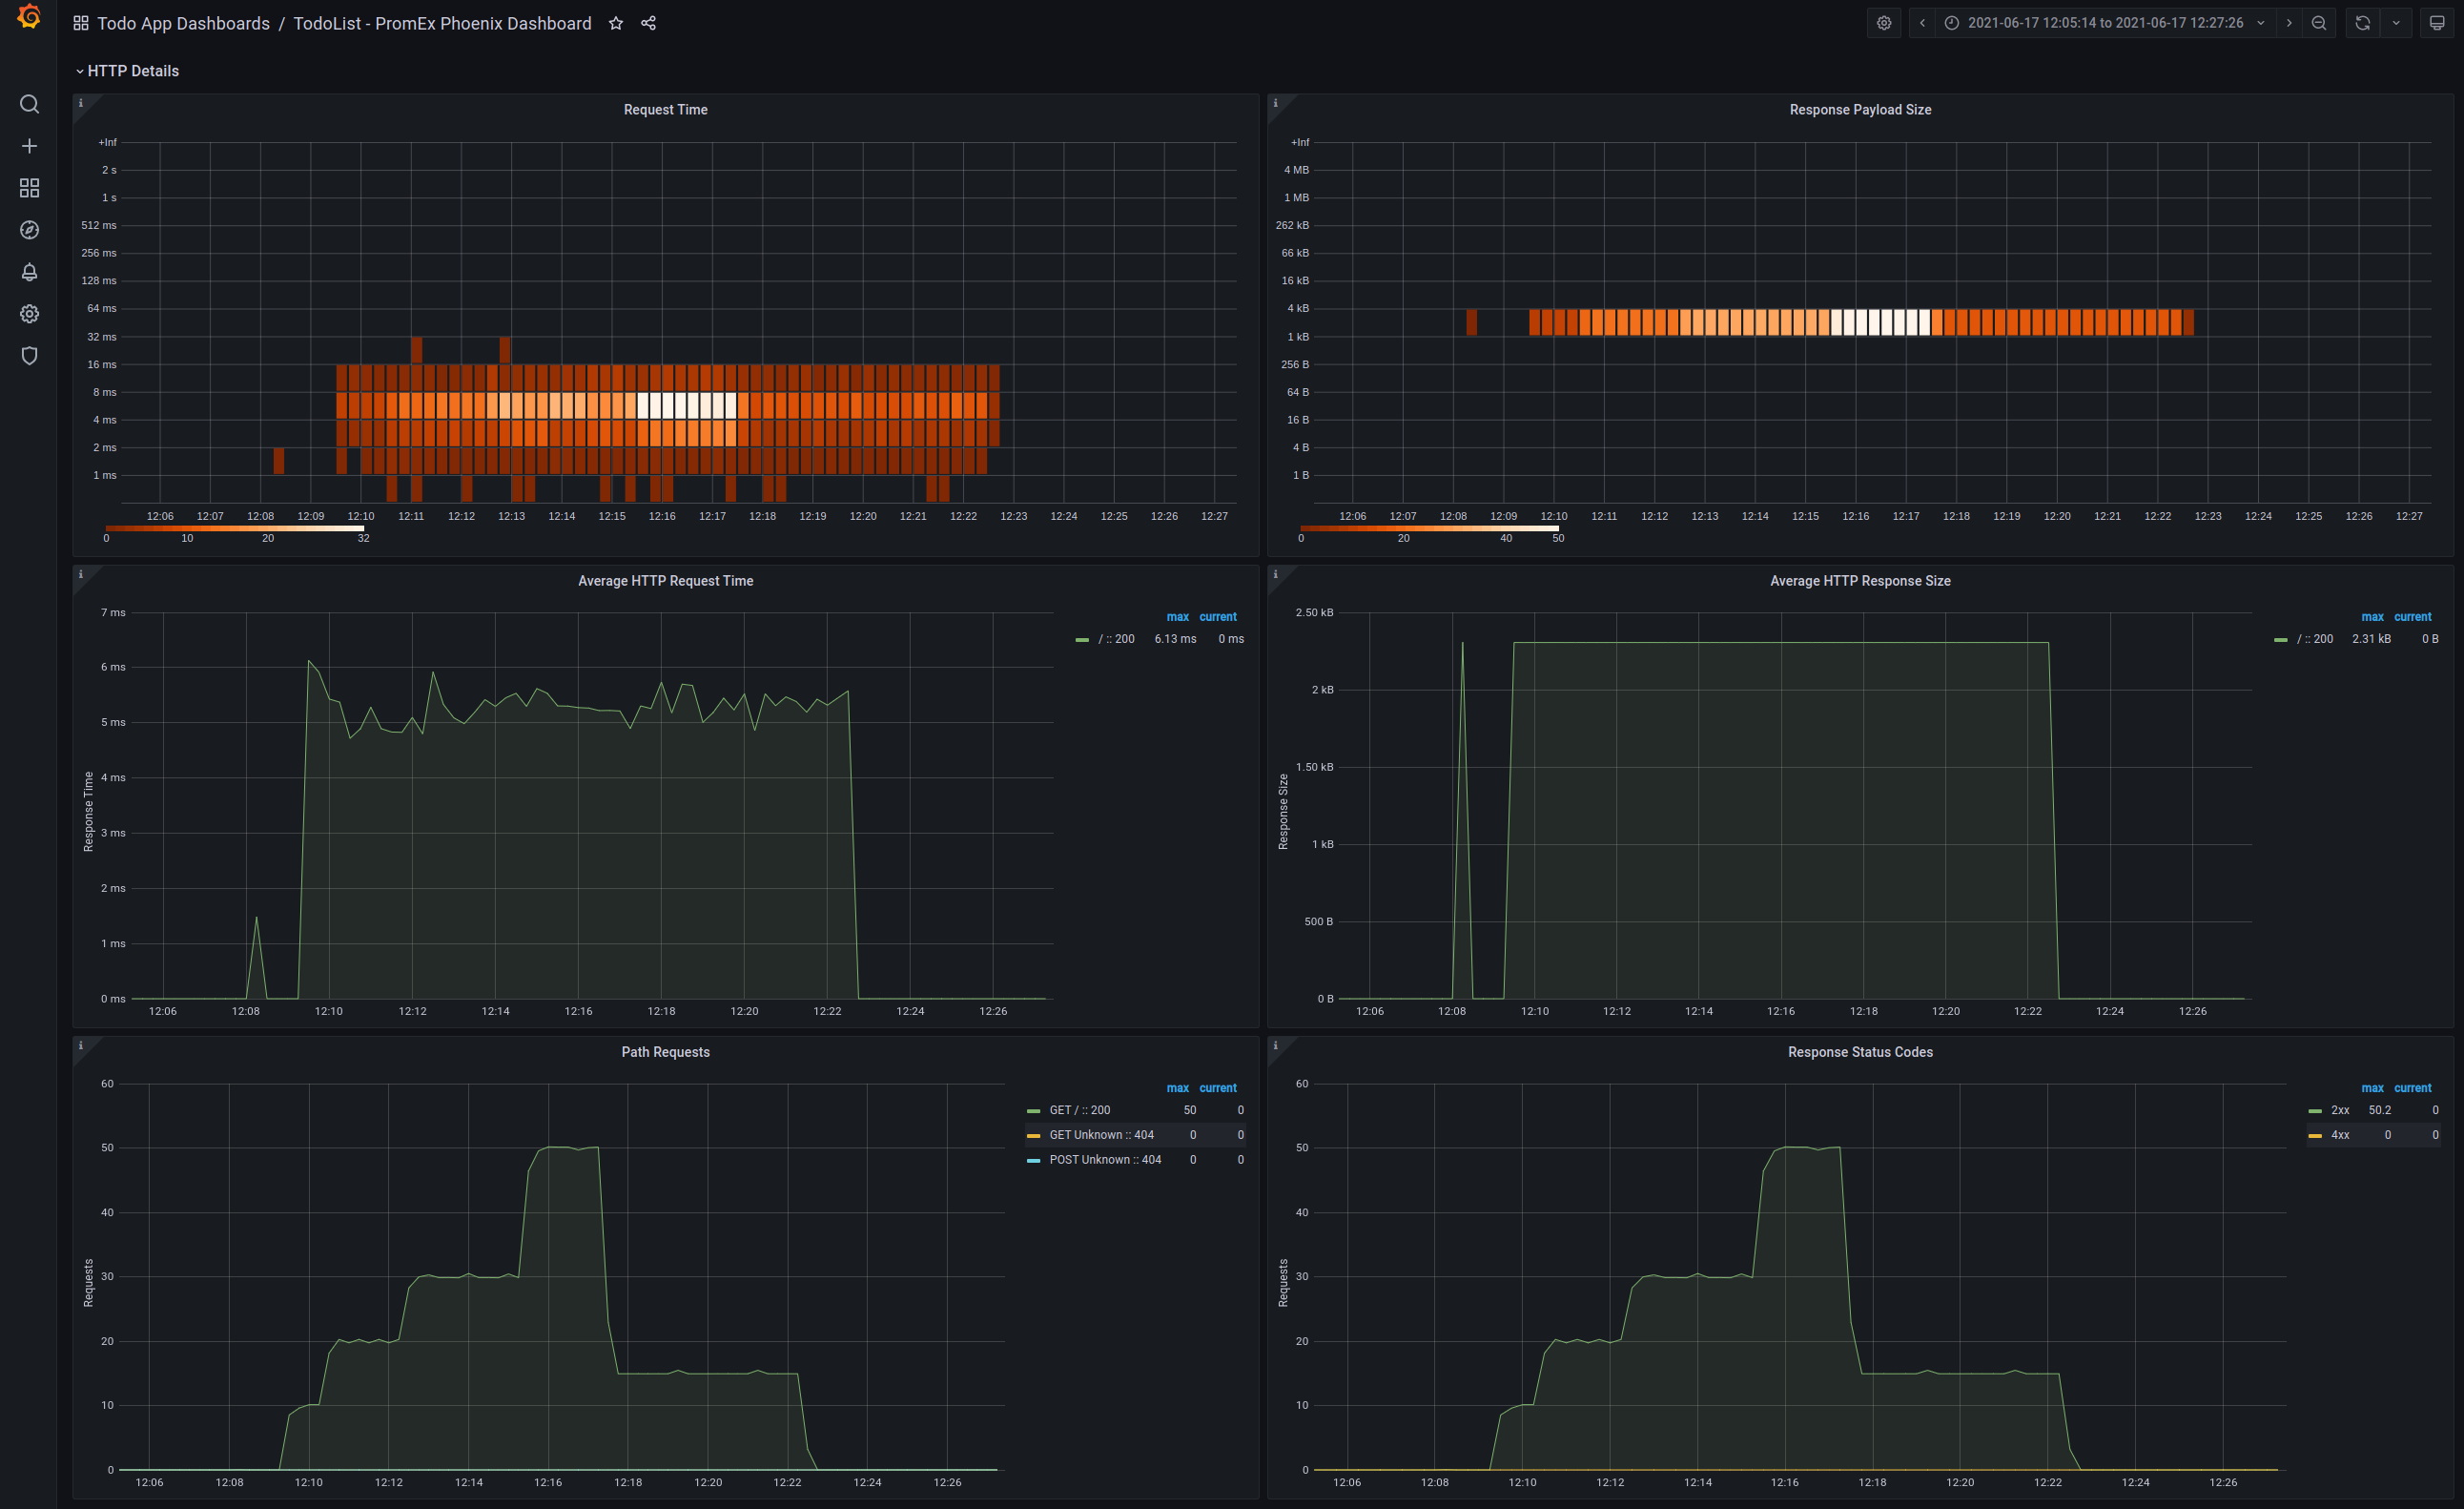 Todo App Dashboards / TodoList - PromEx Phoenix Dashboard
2021-06-17 12:05:14 to 2021-06-17 12:27:26
HTTP Details
Request Time
+Inf
2 s
1 s
512 ms
256 ms
128 ms
64 ms
32 ms
16 ms
8 ms
4 ms
2 ms
1 ms
12:06 12:07 12:08 12:09 12:10 12:11 12:12 12:13 12:14 12:15 12:16 12:17 12:18 12:19 12:20 12:21 12:22 12:23 12:24 12:25 12:26 12:27
0 10 20 32
Response Payload Size
+Inf
4 MB
1 MB
262 kB
66 kB
16 kB
4 kB
1 kB
256 B
64 B
16 B
4 B
1 B
12:06 12:07 12:08 12:09 12:10 12:11 12:12 12:13 12:14 12:15 12:16 12:17 12:18 12:19 12:20 12:21 12:22 12:23 12:24 12:25 12:26 12:27
0 20 40 50
Average HTTP Request Time
Response Time
7 ms
6 ms
5 ms
4 ms
3 ms
2 ms
1 ms
0 ms
12:06 12:08 12:10 12:12 12:14 12:16 12:18 12:20 12:22 12:24 12:26
max current
/ :: 200 6.13 ms 0 ms
Average HTTP Response Size
Response Size
2.50 kB
2 kB
1.50 kB
1 kB
500 B
0 B
12:06 12:08 12:10 12:12 12:14 12:16 12:18 12:20 12:22 12:24 12:26
max current
/ :: 200 2.31 kB 0 B
Path Requests
Requests
60
50
40
30
20
10
0
12:06 12:08 12:10 12:12 12:14 12:16 12:18 12:20 12:22 12:24 12:26
max current
GET / :: 200 50 0
GET Unknown :: 404 0 0
POST Unknown :: 404 0 0
Response Status Codes
Requests
60
50
40
30
20
10
0
12:06 12:08 12:10 12:12 12:14 12:16 12:18 12:20 12:22 12:24 12:26
max current
2xx 50.2 0
4xx 0 0